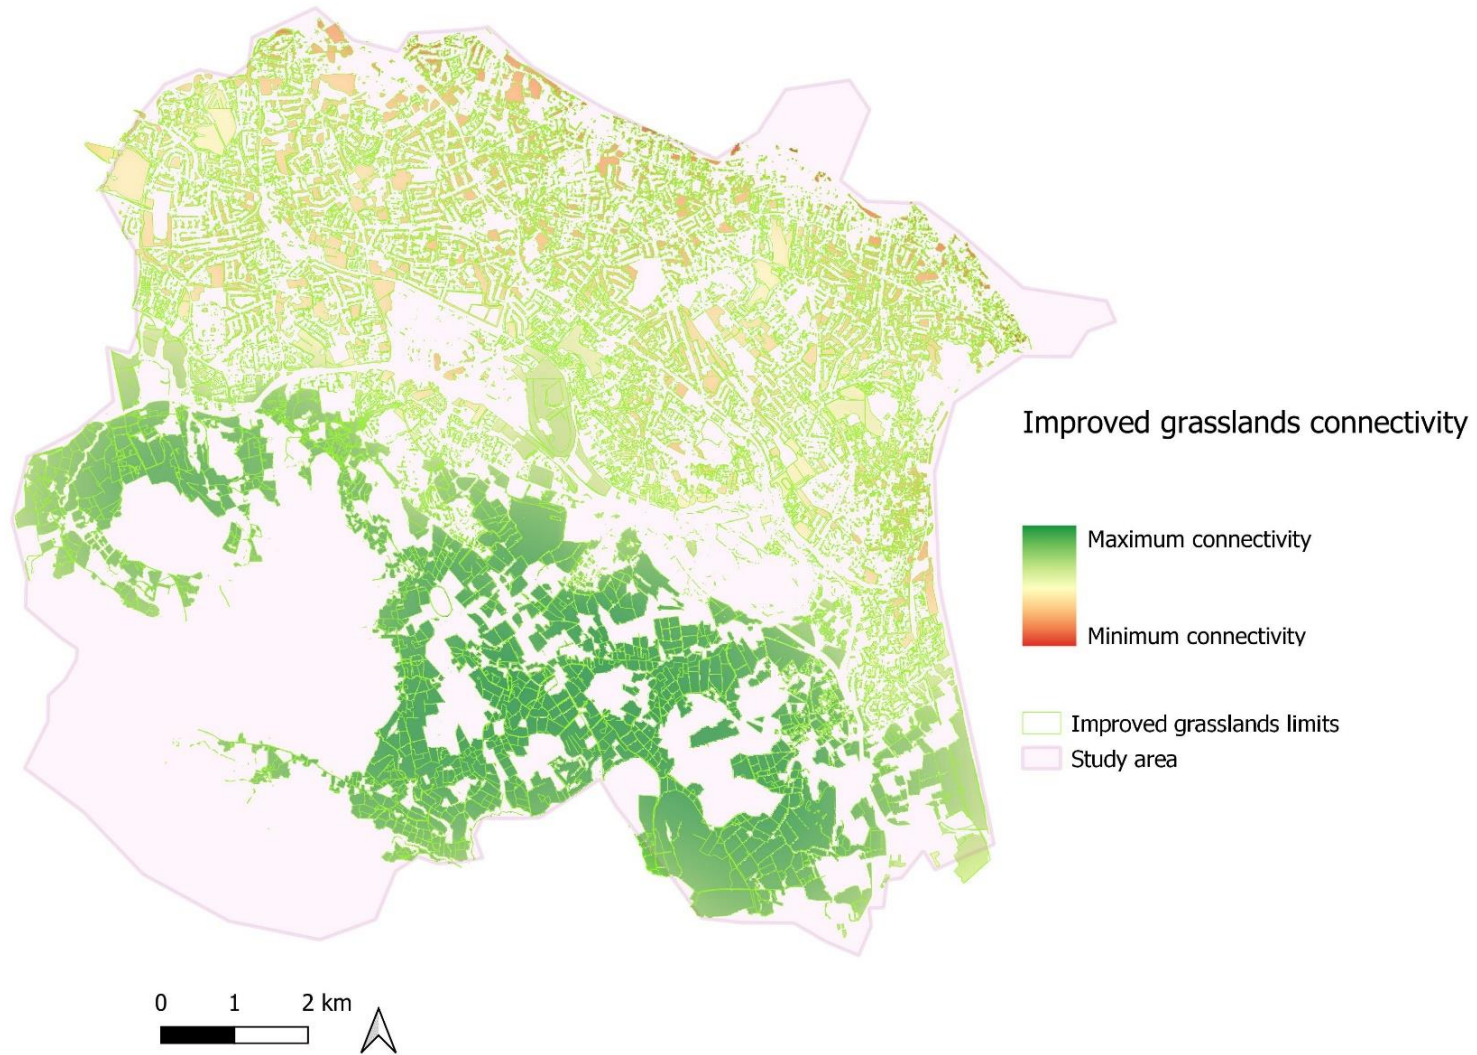 Improved grasslands connectivity
Maximum connectivity
Minimum connectivity
Improved grasslands limits
Study area
0 1 2 km